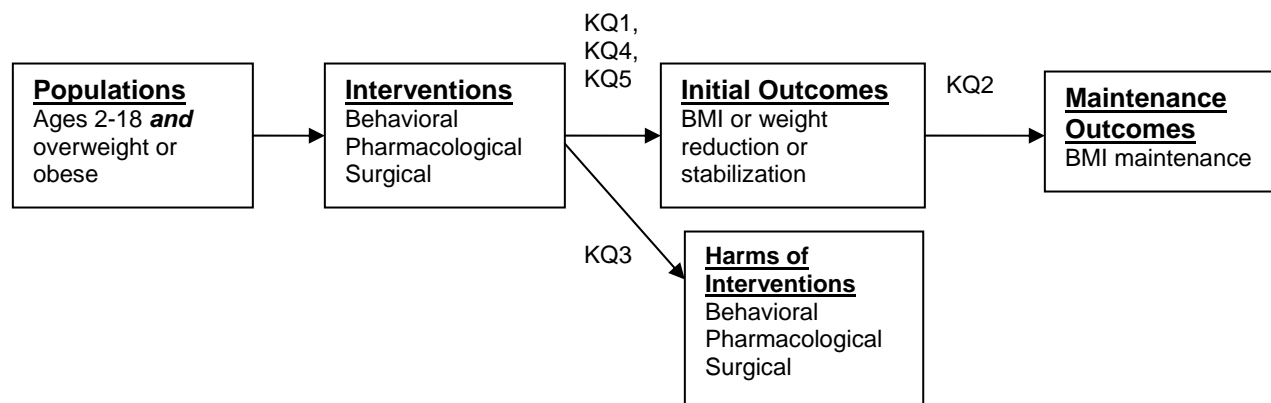 Populations
Ages 2-18 and
overweight or
obese
Interventions
Behavioral
Pharmacological
Surgical
KQ1,
KQ4,
KQ5
Initial Outcomes
BMI or weight
reduction or
stabilization
KQ2
Maintenance
Outcomes
BMI maintenance
KQ3
Harms of
Interventions
Behavioral
Pharmacological
Surgical